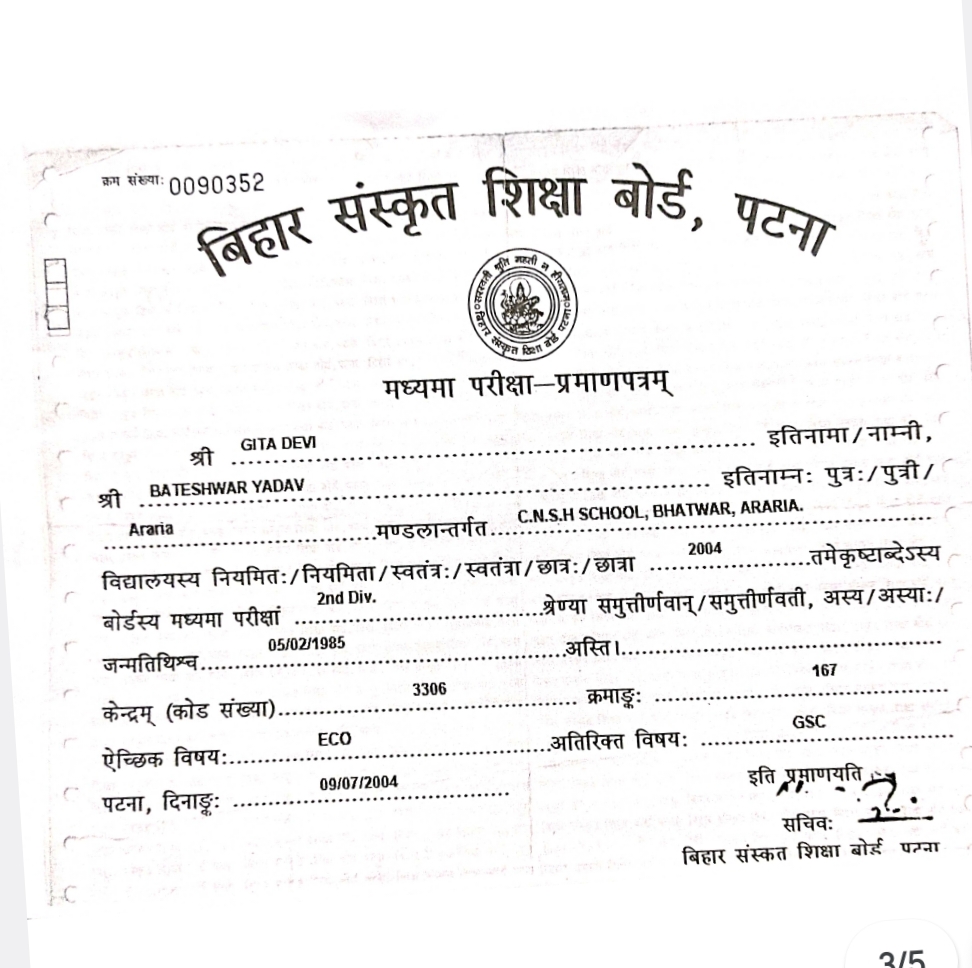 क्रम संख्या: 0090352
बिहार संस्कृत शिक्षा बोर्ड, पटना
बिहार संस्कृत शिक्षा बोर्ड पटना
मध्यमा परीक्षा—प्रमाणपत्रम्
श्री GITA DEVI इतिनामा/नाम्नी,
श्री BATESHWAR YADAV इतिनाम्नः पुत्रः/पुत्री/
Araria मण्डलान्तर्गत C.N.S.H SCHOOL, BHATWAR, ARARIA.
विद्यालयस्य नियमितः/नियमिता/स्वतंत्रः/स्वतंत्रा/छात्रः/छात्रा 2004 तमेकृष्टाब्देऽस्य
बोर्डस्य मध्यमा परीक्षां 2nd Div. श्रेण्या समुत्तीर्णवान्/समुत्तीर्णवती, अस्य/अस्याः/
जन्मतिथिश्च 05/02/1985 अस्ति।
केन्द्रम् (कोड संख्या) 3306 क्रमाङ्कः 167
ऐच्छिक विषयः ECO अतिरिक्त विषयः GSC
पटना, दिनाङ्कः 09/07/2004
इति प्रमाणयति
सचिवः
बिहार संस्कत शिक्षा बोर्ड पटना
3/5